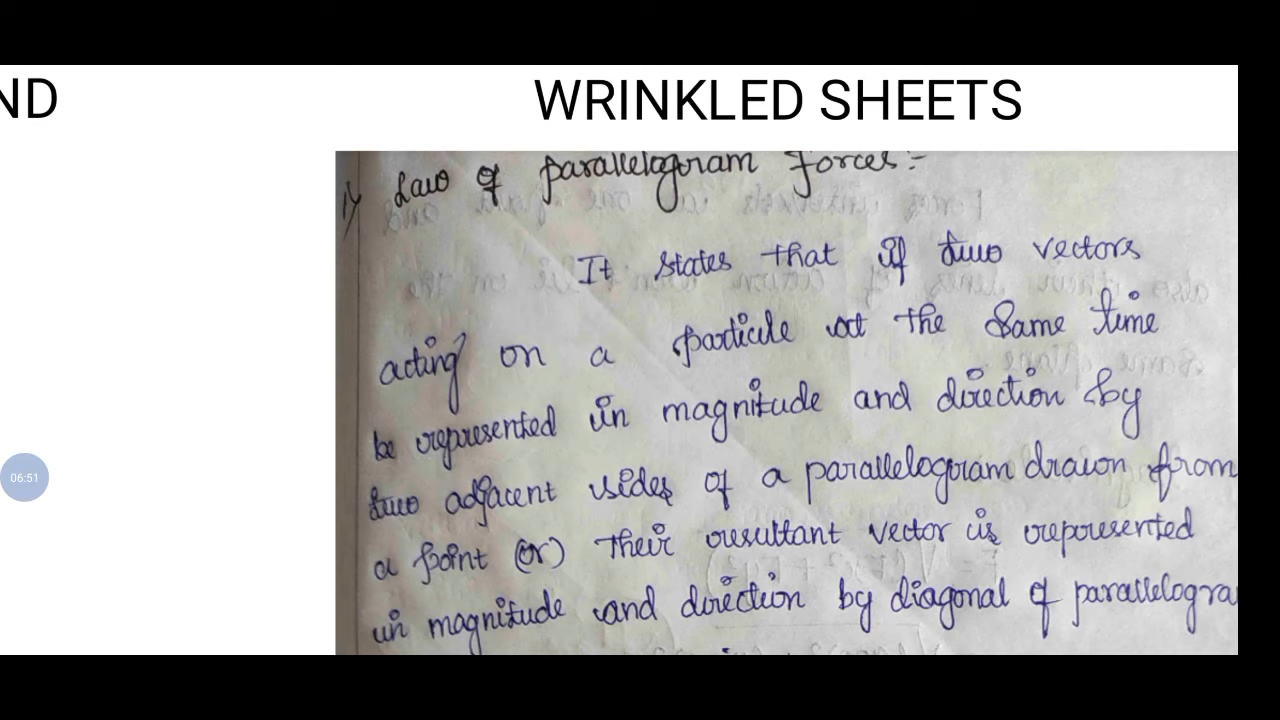 ND
WRINKLED SHEETS
1) Law of parallelogram forces:-
It states that if two vectors
acting on a particle at the same time
be represented in magnitude and direction by
two adjacent sides of a parallelogram drawn from
a point (or) their resultant vector is represented
in magnitude and direction by diagonal of parallelogra
06:51